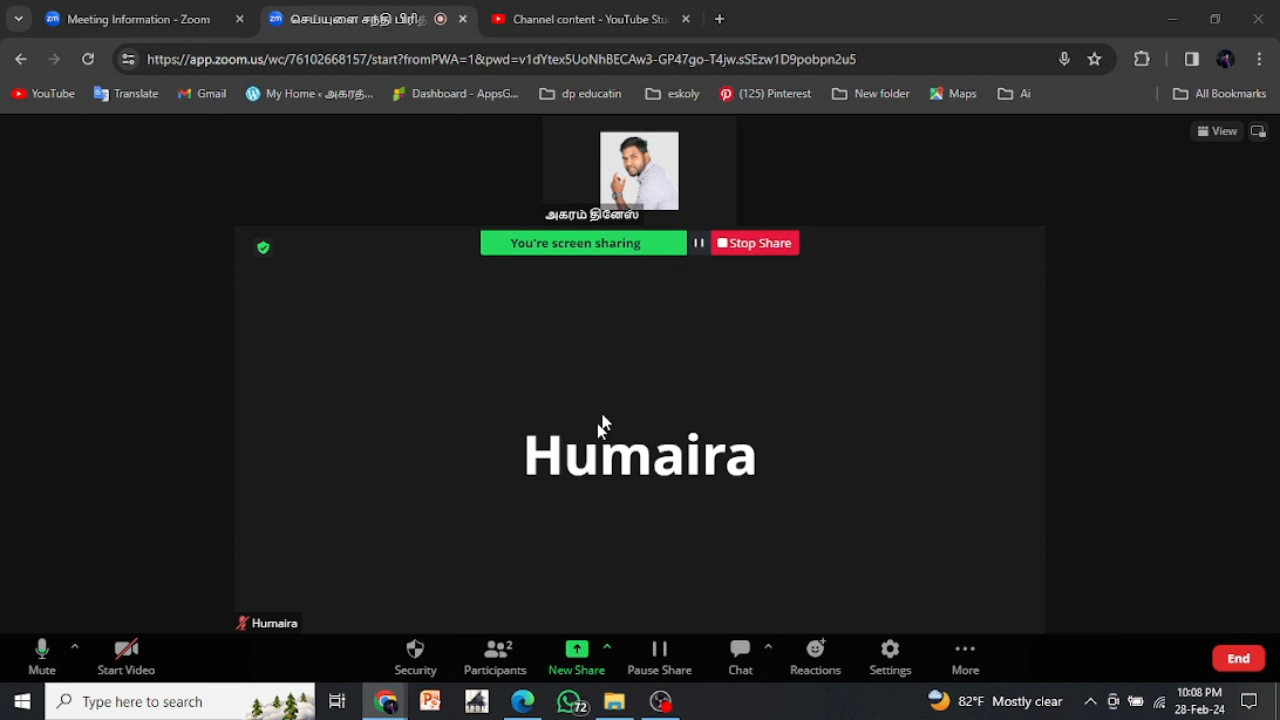 Meeting Information - Zoom
செய்யுளை சந்தி பிரித்
Channel content - YouTube Stu
https://app.zoom.us/wc/76102668157/start?fromPWA=1&pwd=v1dYtex5UoNhBECAw3-GP47go-T4jw.sSEzw1D9pobpn2u5
YouTube
Translate
Gmail
My Home ‹ அகரத்...
Dashboard - AppsG...
dp educatin
eskoly
(125) Pinterest
New folder
Maps
Ai
All Bookmarks
View
அகரம் தினேஸ்
You're screen sharing
Stop Share
Humaira
Humaira
Mute
Start Video
Security
Participants 2
New Share
Pause Share
Chat
Reactions
Settings
More
End
Type here to search
72
82°F Mostly clear
10:08 PM
28-Feb-24